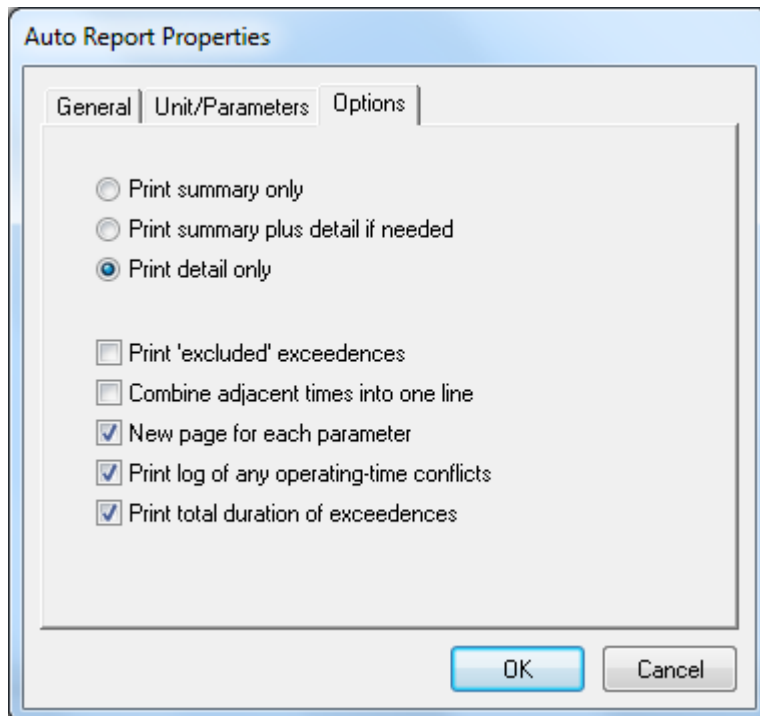 Auto Report Properties
General Unit/Parameters Options
Print summary only
Print summary plus detail if needed
Print detail only
Print 'excluded' exceedences
Combine adjacent times into one line
New page for each parameter
Print log of any operating-time conflicts
Print total duration of exceedences
OK Cancel